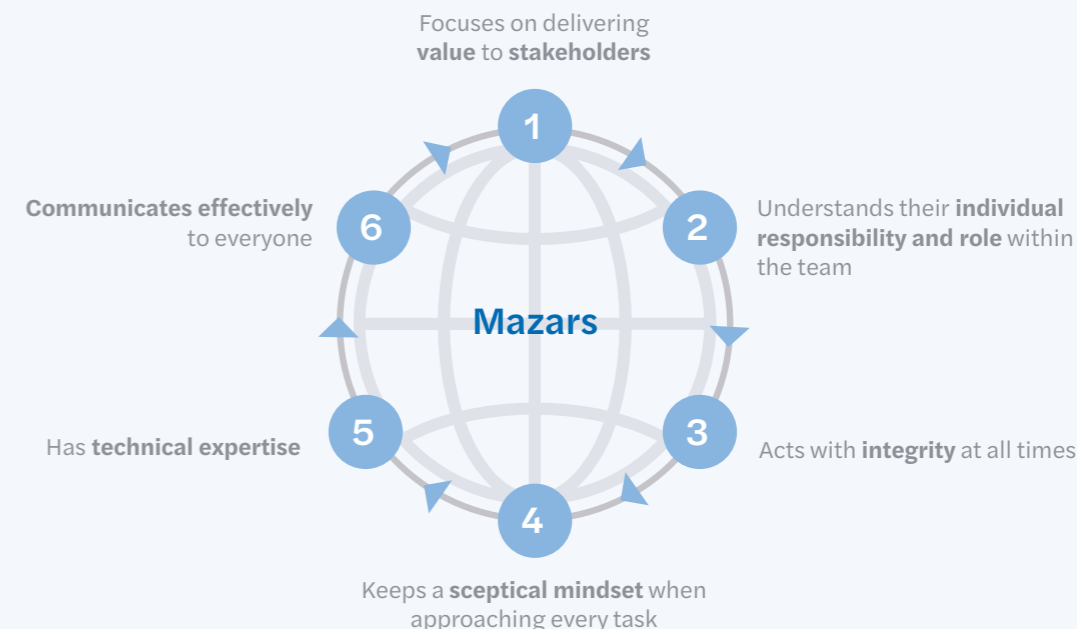 Focuses on delivering
value to stakeholders
1
2
Understands their individual
responsibility and role within
the team
3
Acts with integrity at all times
4
Keeps a sceptical mindset when
approaching every task
5
Has technical expertise
6
Communicates effectively
to everyone
Mazars